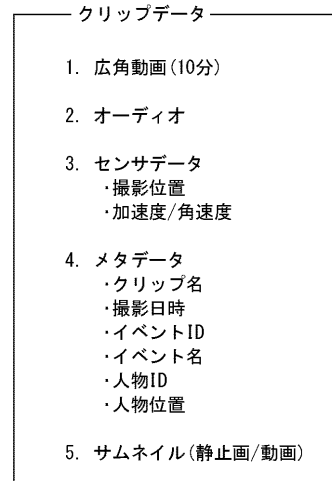 クリップデータ
1. 広角動画(10分)
2. オーディオ
3. センサデータ
・撮影位置
・加速度/角速度
4. メタデータ
・クリップ名
・撮影日時
・イベントID
・イベント名
・人物ID
・人物位置
5. サムネイル(静止画/動画)